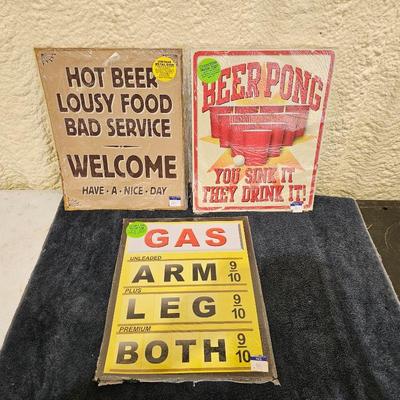 HOT BEER
LOUSY FOOD
BAD SERVICE
WELCOME
HAVE • A • NICE • DAY
BEER PONG
YOU SINK IT
THEY DRINK IT!
GAS
UNLEADED
ARM 9/10
PLUS
LEG 9/10
PREMIUM
BOTH 9/10